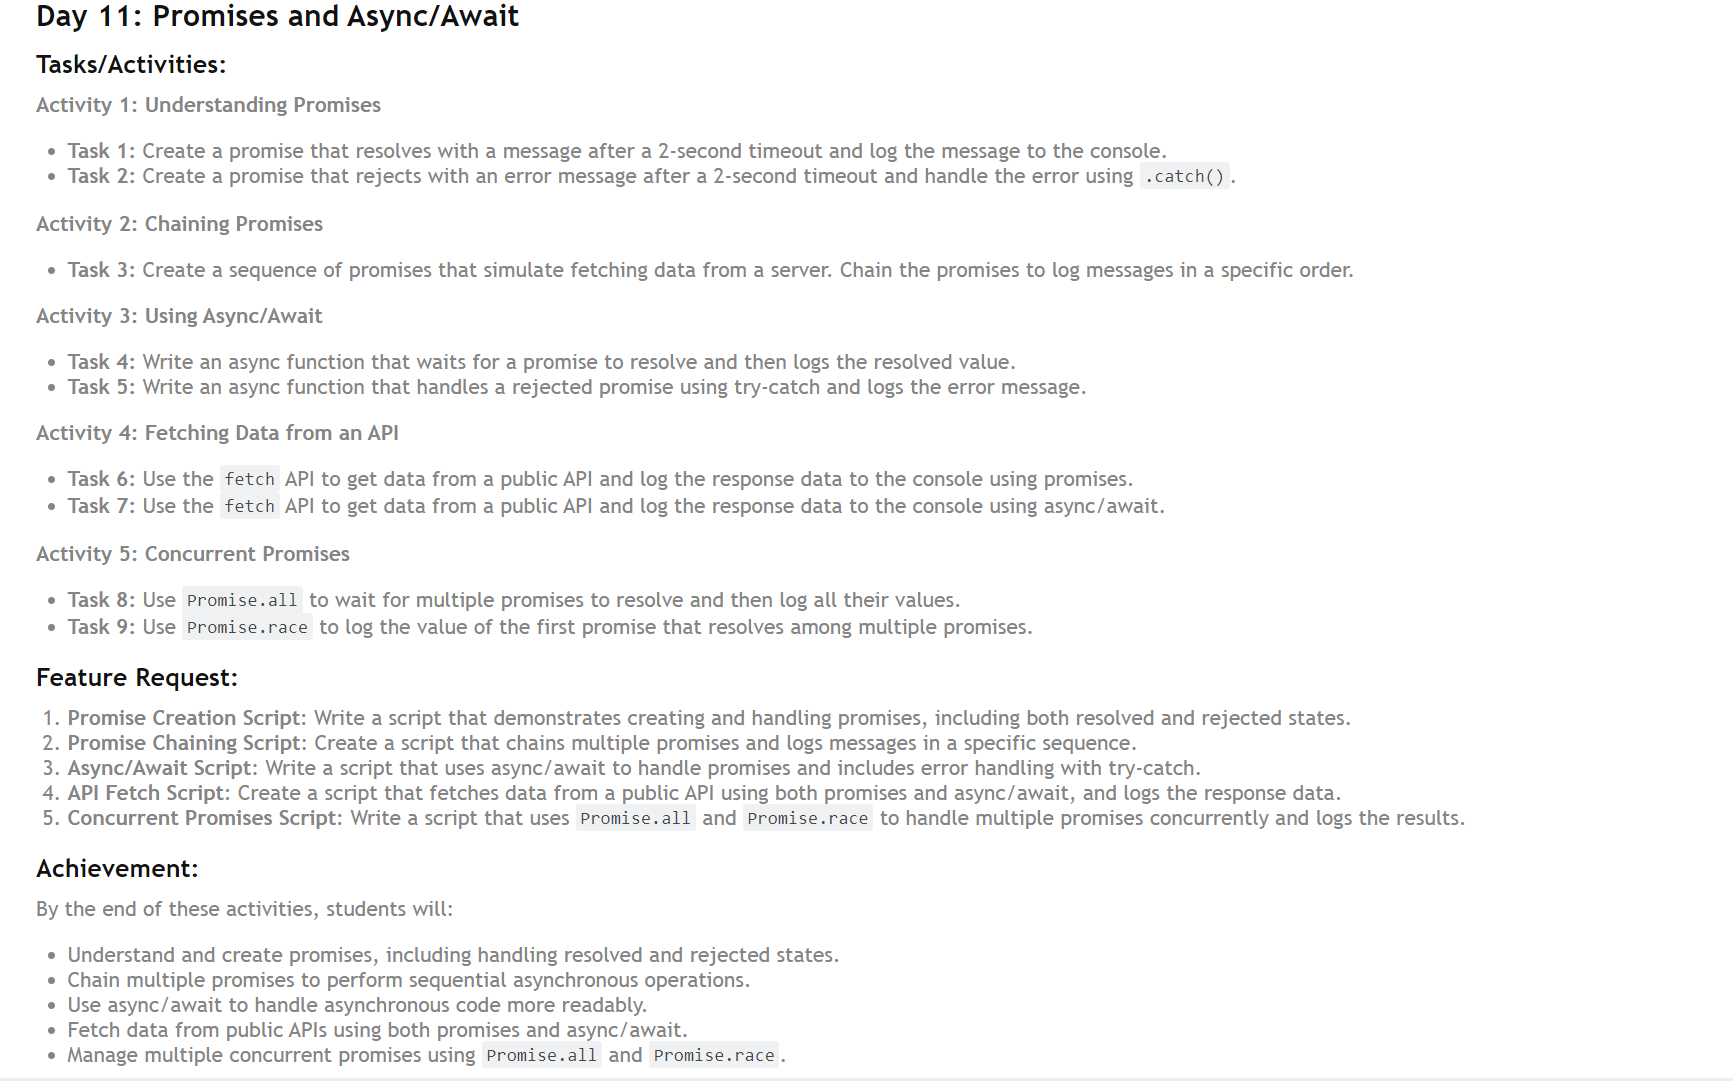 Day 11: Promises and Async/Await
Tasks/Activities:
Activity 1: Understanding Promises
• Task 1: Create a promise that resolves with a message after a 2-second timeout and log the message to the console.
• Task 2: Create a promise that rejects with an error message after a 2-second timeout and handle the error using .catch().
Activity 2: Chaining Promises
• Task 3: Create a sequence of promises that simulate fetching data from a server. Chain the promises to log messages in a specific order.
Activity 3: Using Async/Await
• Task 4: Write an async function that waits for a promise to resolve and then logs the resolved value.
• Task 5: Write an async function that handles a rejected promise using try-catch and logs the error message.
Activity 4: Fetching Data from an API
• Task 6: Use the fetch API to get data from a public API and log the response data to the console using promises.
• Task 7: Use the fetch API to get data from a public API and log the response data to the console using async/await.
Activity 5: Concurrent Promises
• Task 8: Use Promise.all to wait for multiple promises to resolve and then log all their values.
• Task 9: Use Promise.race to log the value of the first promise that resolves among multiple promises.
Feature Request:
1. Promise Creation Script: Write a script that demonstrates creating and handling promises, including both resolved and rejected states.
2. Promise Chaining Script: Create a script that chains multiple promises and logs messages in a specific sequence.
3. Async/Await Script: Write a script that uses async/await to handle promises and includes error handling with try-catch.
4. API Fetch Script: Create a script that fetches data from a public API using both promises and async/await, and logs the response data.
5. Concurrent Promises Script: Write a script that uses Promise.all and Promise.race to handle multiple promises concurrently and logs the results.
Achievement:
By the end of these activities, students will:
• Understand and create promises, including handling resolved and rejected states.
• Chain multiple promises to perform sequential asynchronous operations.
• Use async/await to handle asynchronous code more readably.
• Fetch data from public APIs using both promises and async/await.
• Manage multiple concurrent promises using Promise.all and Promise.race.